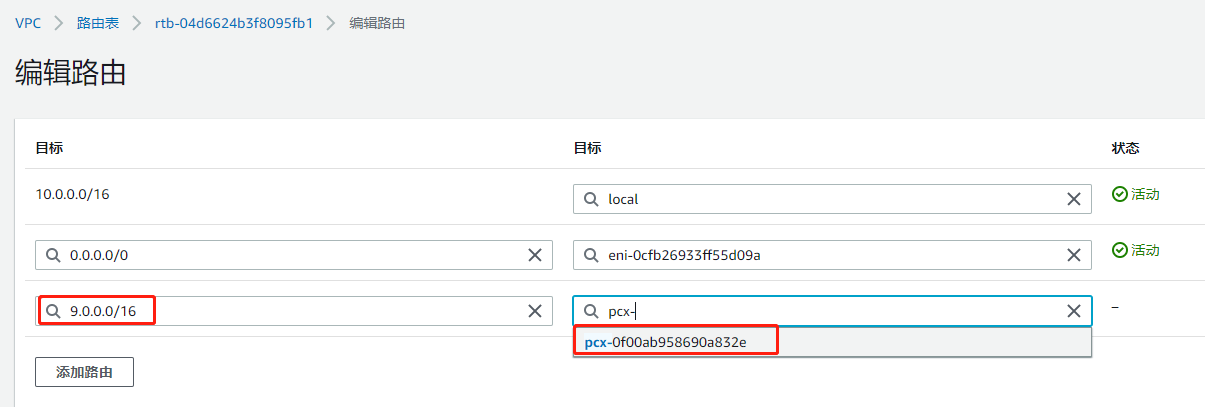 VPC > 路由表 > rtb-04d6624b3f8095fb1 > 编辑路由
编辑路由
目标 目标 状态
10.0.0.0/16 local 活动
0.0.0.0/0 eni-0cfb26933ff55d09a 活动
9.0.0.0/16 pcx- –
pcx-0f00ab958690a832e
添加路由